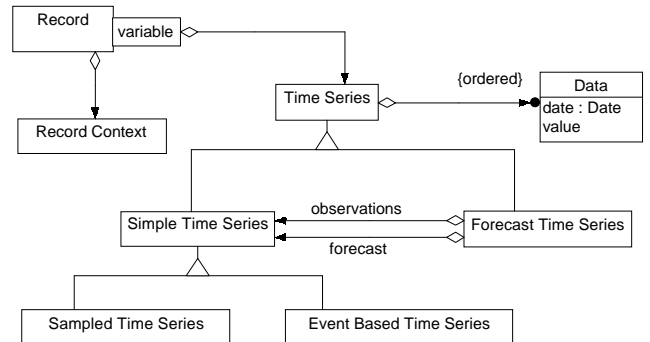 Record
variable
Record Context
Time Series
{ordered}
Data
date : Date
value
Simple Time Series
observations
forecast
Forecast Time Series
Sampled Time Series
Event Based Time Series